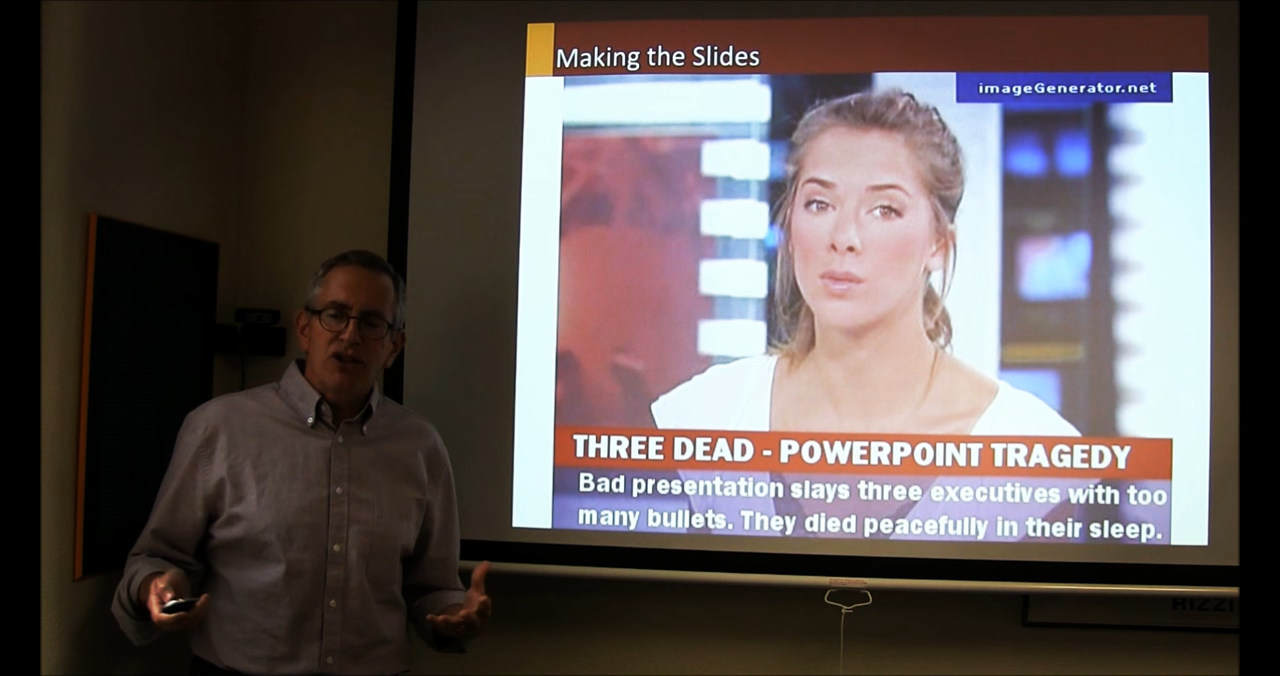 Making the Slides
imageGenerator.net
THREE DEAD - POWERPOINT TRAGEDY
Bad presentation slays three executives with too
many bullets. They died peacefully in their sleep.
RIZZI